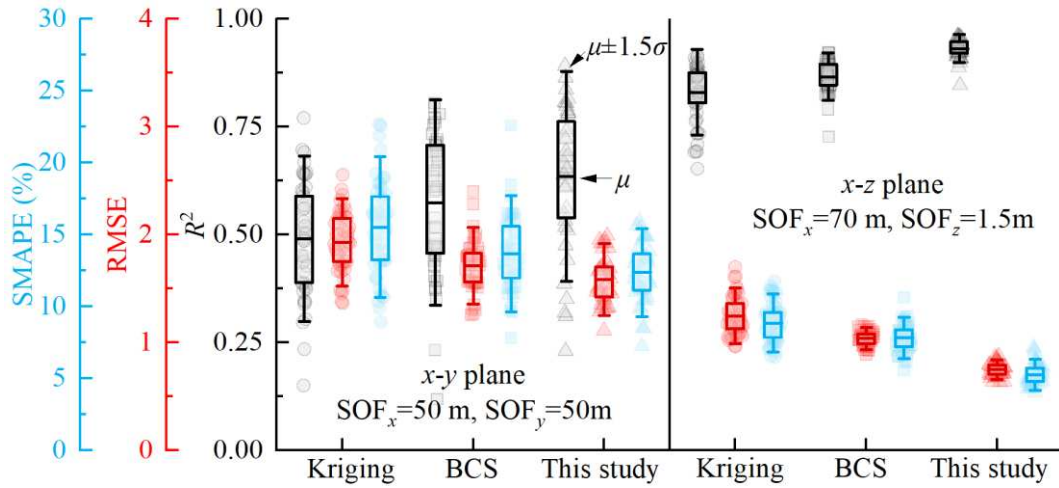 SMAPE (%)
30
25
20
15
10
5
0
RMSE
4
3
2
1
0
R²
1.00
0.75
0.50
0.25
0.00
μ±1.5σ
μ
x-y plane
SOFx=50 m, SOFy=50m
x-z plane
SOFx=70 m, SOFz=1.5m
Kriging BCS This study Kriging BCS This study